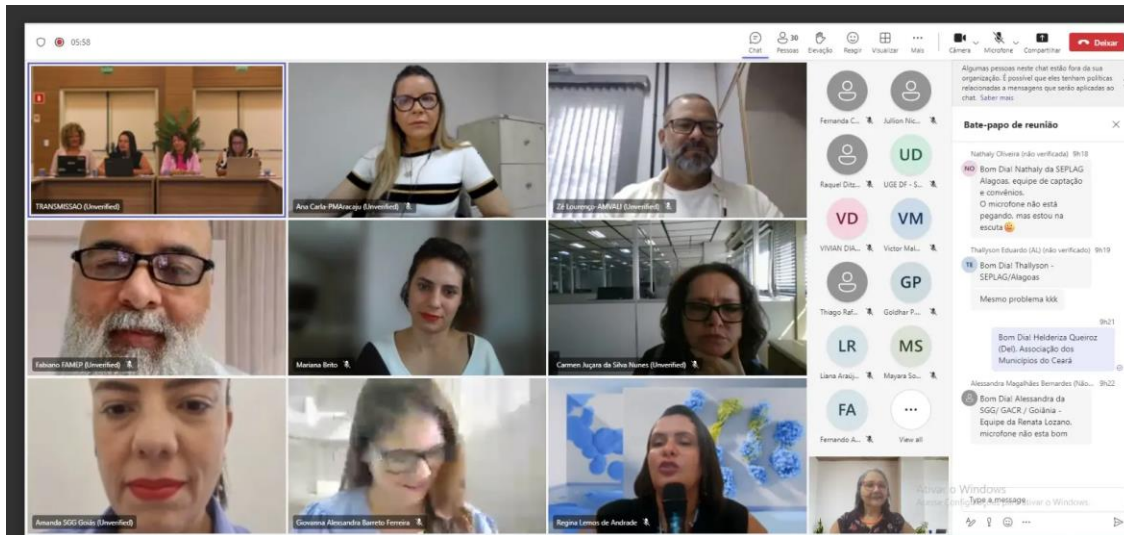 05:58
Chat
30
Pessoas
Elevação
Reagir
Visualizar
Mais
Câmera
Microfone
Compartilhar
Deixar
TRANSMISSAO (Unverified)
Ana Carla-PMAracaju (Unverified)
Zé Lourenço-AMVALI (Unverified)
Fabiano FAMEP (Unverified)
Mariana Brito
Carmen Juçara da Silva Nunes (Unverified)
Amanda SGG Goiás (Unverified)
Giovanna Alessandra Barreto Ferreira
Regina Lemos de Andrade
Fernanda C...
Jullion Nic...
Raquel Ditz...
UD
UGE DF - S...
VD
VIVIAN DIA...
VM
Victor Mal...
Thiago Raf...
GP
Goldhar P...
LR
Liana Araúj...
MS
Mayara So...
FA
Fernando A...
View all
Algumas pessoas neste chat estão fora da sua
organização. É possível que eles tenham políticas
relacionadas a mensagens que serão aplicadas ao
chat. Saber mais
Bate-papo de reunião
Nathaly Oliveira (não verificada) 9h18
NO
Bom Dia! Nathaly da SEPLAG
Alagoas, equipe de captação
e convênios.
O microfone não está
pegando, mas estou na
escuta
Thallyson Eduardo (AL) (não verificado) 9h19
TE
Bom Dia! Thallyson -
SEPLAG/Alagoas
Mesmo problema kkk
9h21
Bom Dia! Helderiza Queiroz
(Del). Associação dos
Municípios do Ceará
Alessandra Magalhães Bernardes (Não... 9h22
Bom Dia! Alessandra da
SGG/ GACR / Goiânia -
Equipe da Renata Lozano.
microfone não esta bom
Ativar o Windows
Type a message